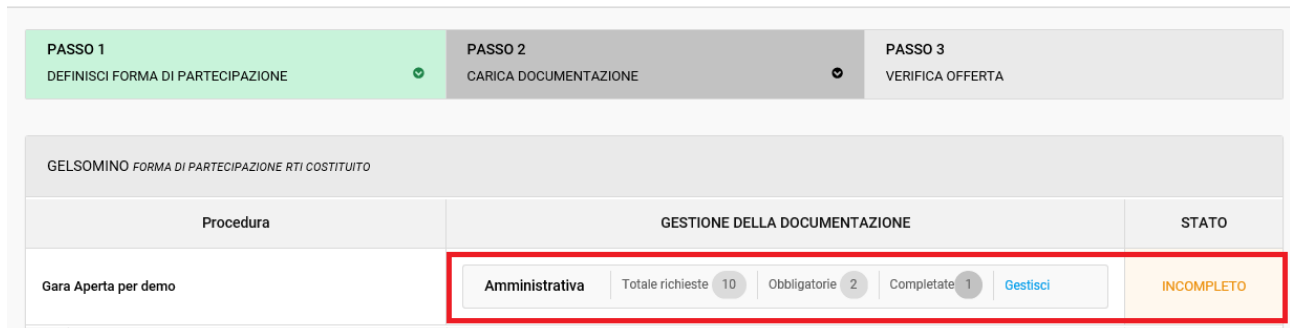 PASSO 1
DEFINISCI FORMA DI PARTECIPAZIONE
PASSO 2
CARICA DOCUMENTAZIONE
PASSO 3
VERIFICA OFFERTA
GELSOMINO FORMA DI PARTECIPAZIONE RTI COSTITUITO
Procedura GESTIONE DELLA DOCUMENTAZIONE STATO
Gara Aperta per demo Amministrativa Totale richieste 10 Obbligatorie 2 Completate 1 Gestisci INCOMPLETO